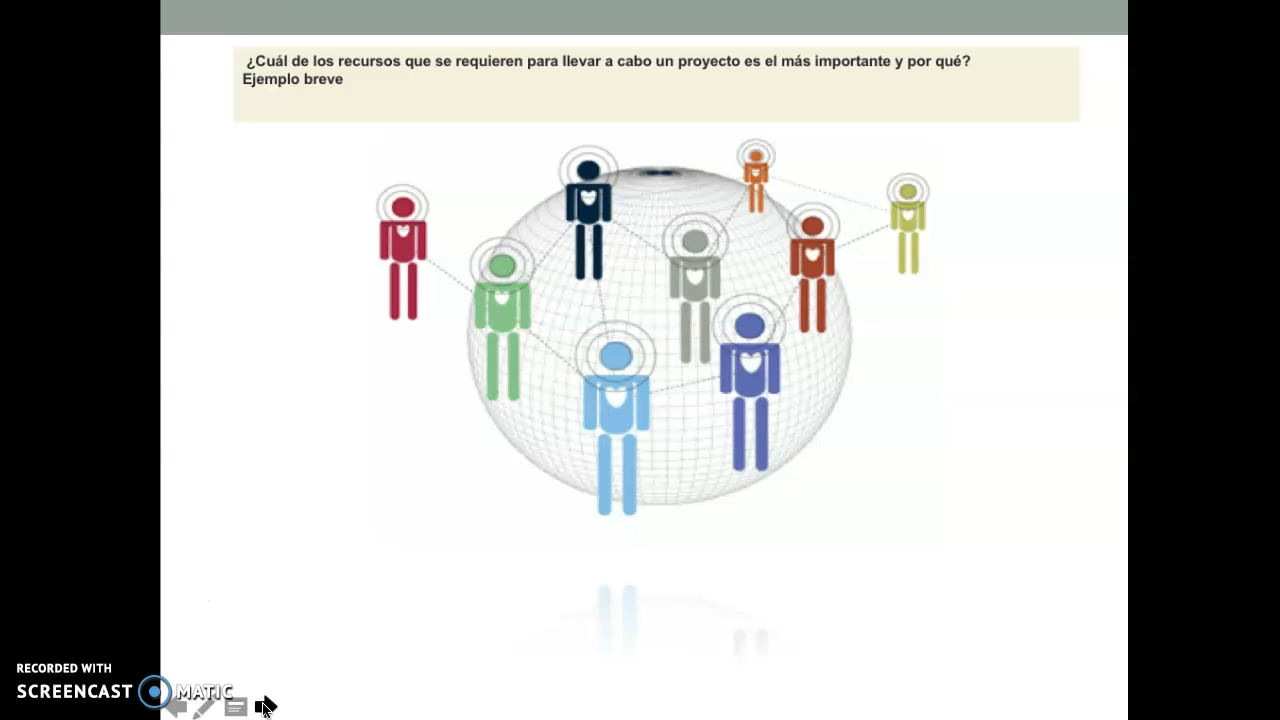 ¿Cuál de los recursos que se requieren para llevar a cabo un proyecto es el más importante y por qué?
Ejemplo breve
RECORDED WITH
SCREENCAST MATIC